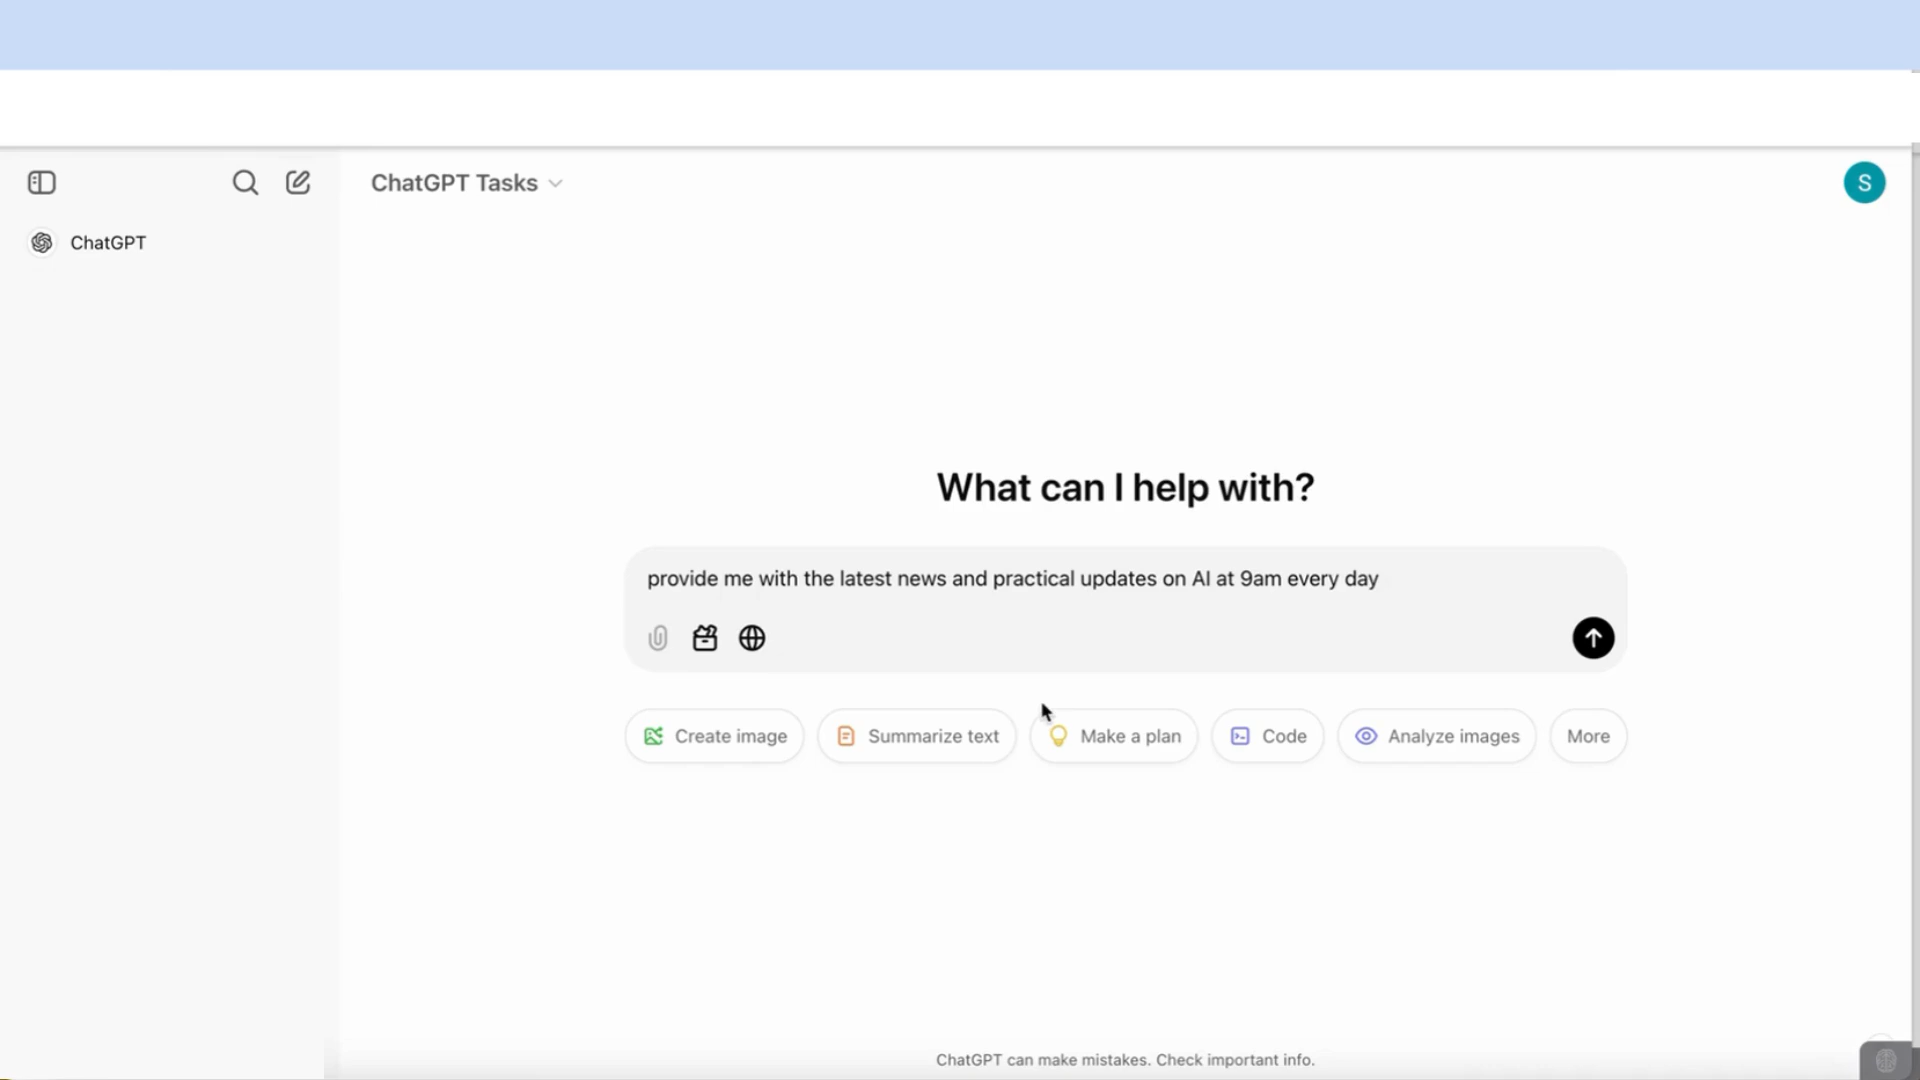 ChatGPT Tasks
S
ChatGPT
What can I help with?
provide me with the latest news and practical updates on AI at 9am every day
Create image
Summarize text
Make a plan
Code
Analyze images
More
ChatGPT can make mistakes. Check important info.